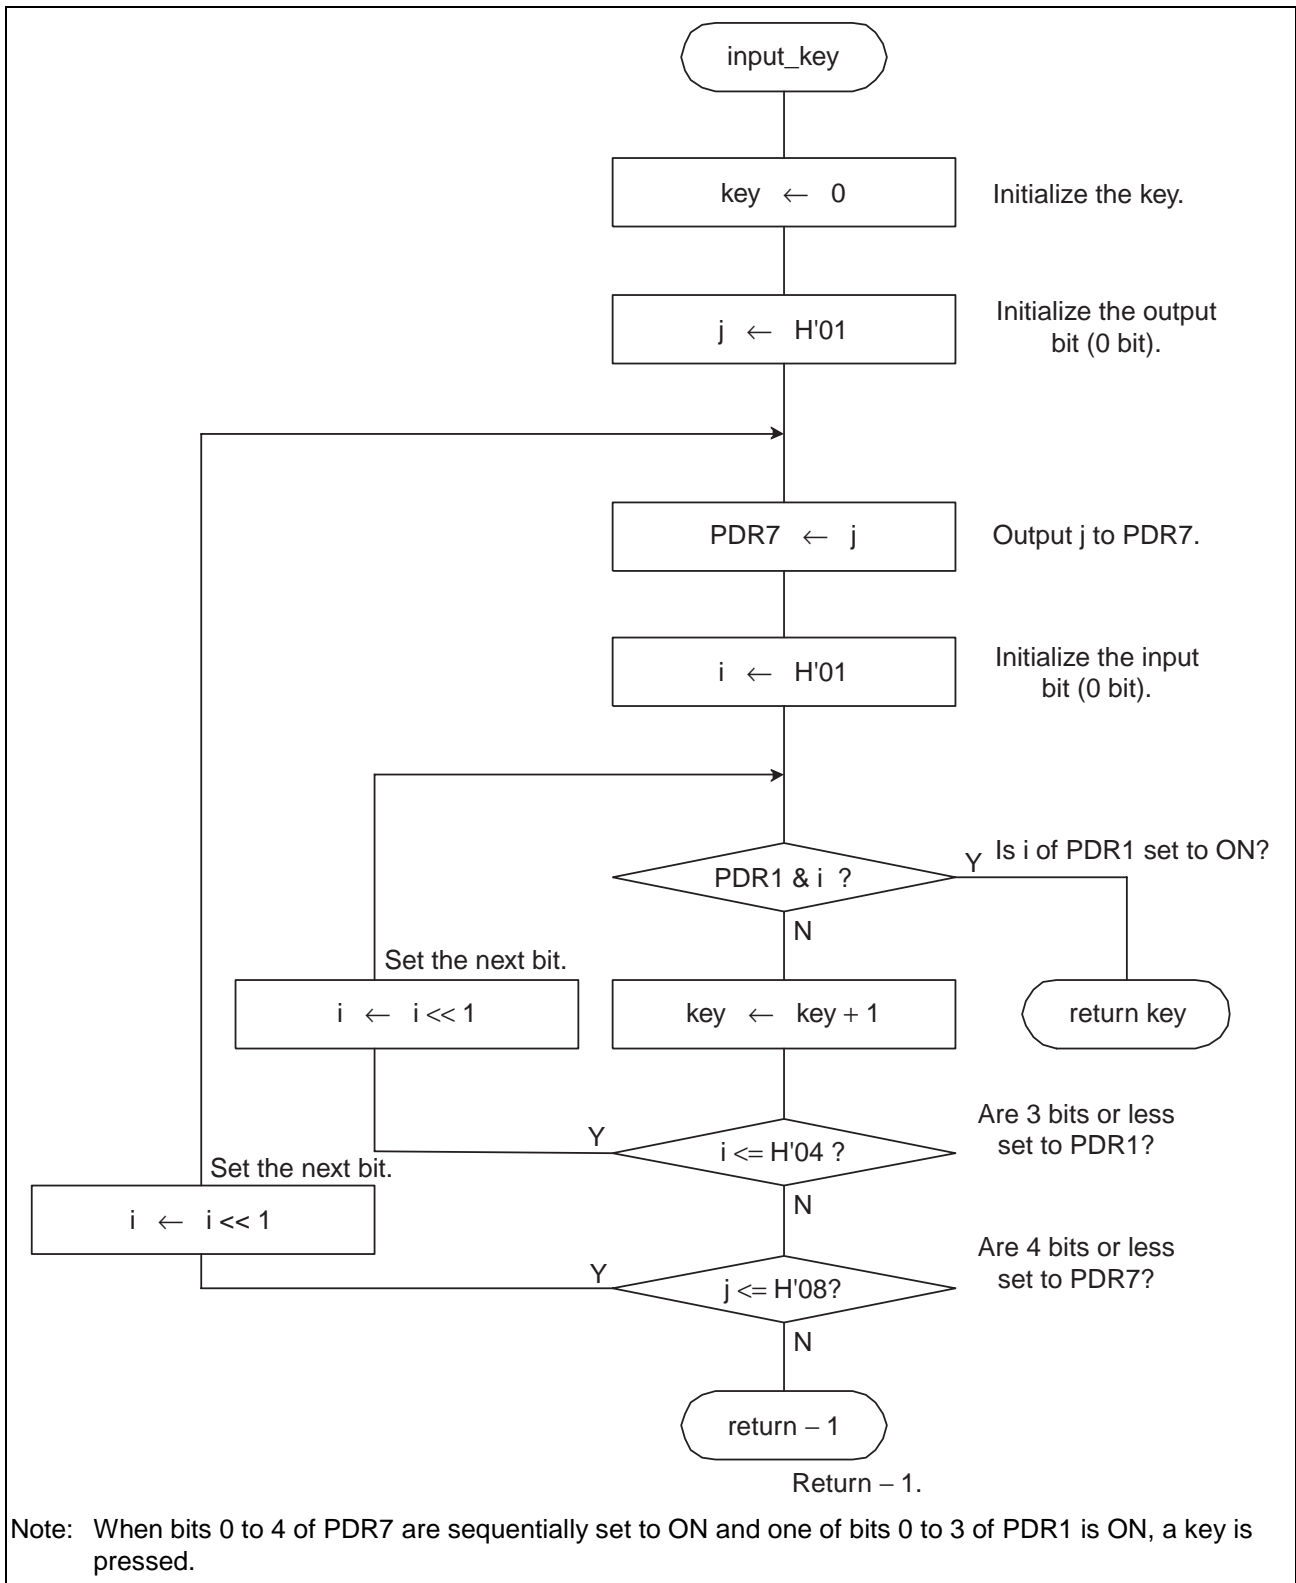 input_key
key ← 0
Initialize the key.
j ← H'01
Initialize the output
bit (0 bit).
PDR7 ← j
Output j to PDR7.
i ← H'01
Initialize the input
bit (0 bit).
PDR1 & i ?
Y
Is i of PDR1 set to ON?
N
Set the next bit.
i ← i << 1
key ← key + 1
return key
Y
i <= H'04 ?
Are 3 bits or less
set to PDR1?
N
Set the next bit.
i ← i << 1
Y
j <= H'08?
Are 4 bits or less
set to PDR7?
N
return – 1
Return – 1.
Note: When bits 0 to 4 of PDR7 are sequentially set to ON and one of bits 0 to 3 of PDR1 is ON, a key is
pressed.